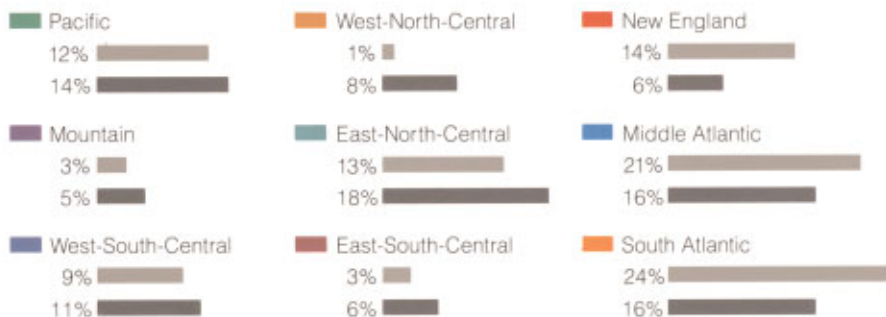 Pacific
12%
14%
West-North-Central
1%
8%
New England
14%
6%
Mountain
3%
5%
East-North-Central
13%
18%
Middle Atlantic
21%
16%
West-South-Central
9%
11%
East-South-Central
3%
6%
South Atlantic
24%
16%